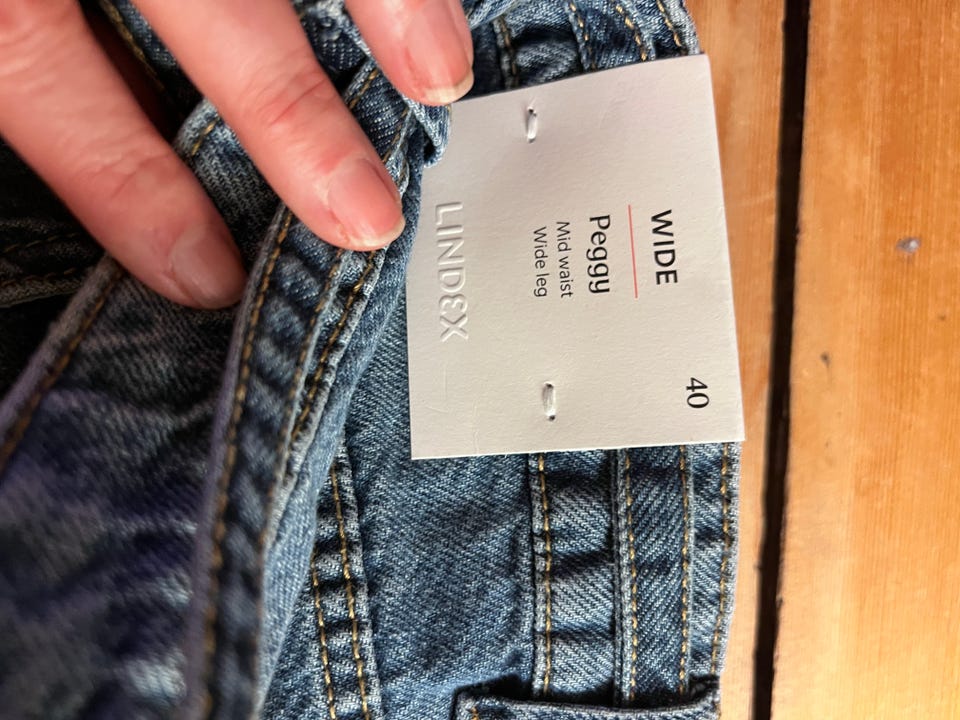 40
WIDE
Peggy
Mid waist
Wide leg
LINDEX